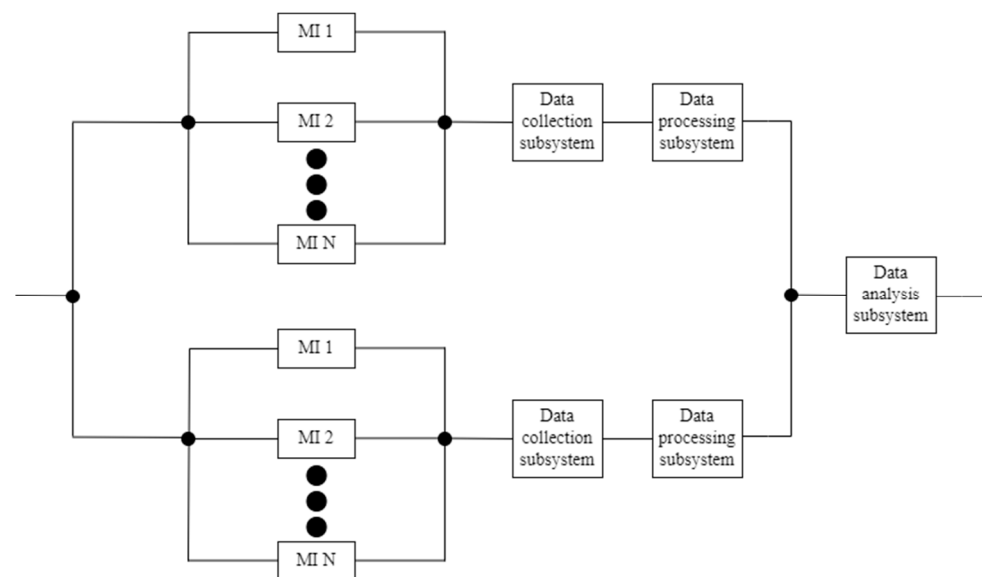 MI 1
MI 2
MI N
Data
collection
subsystem
Data
processing
subsystem
Data
analysis
subsystem
MI 1
MI 2
MI N
Data
collection
subsystem
Data
processing
subsystem